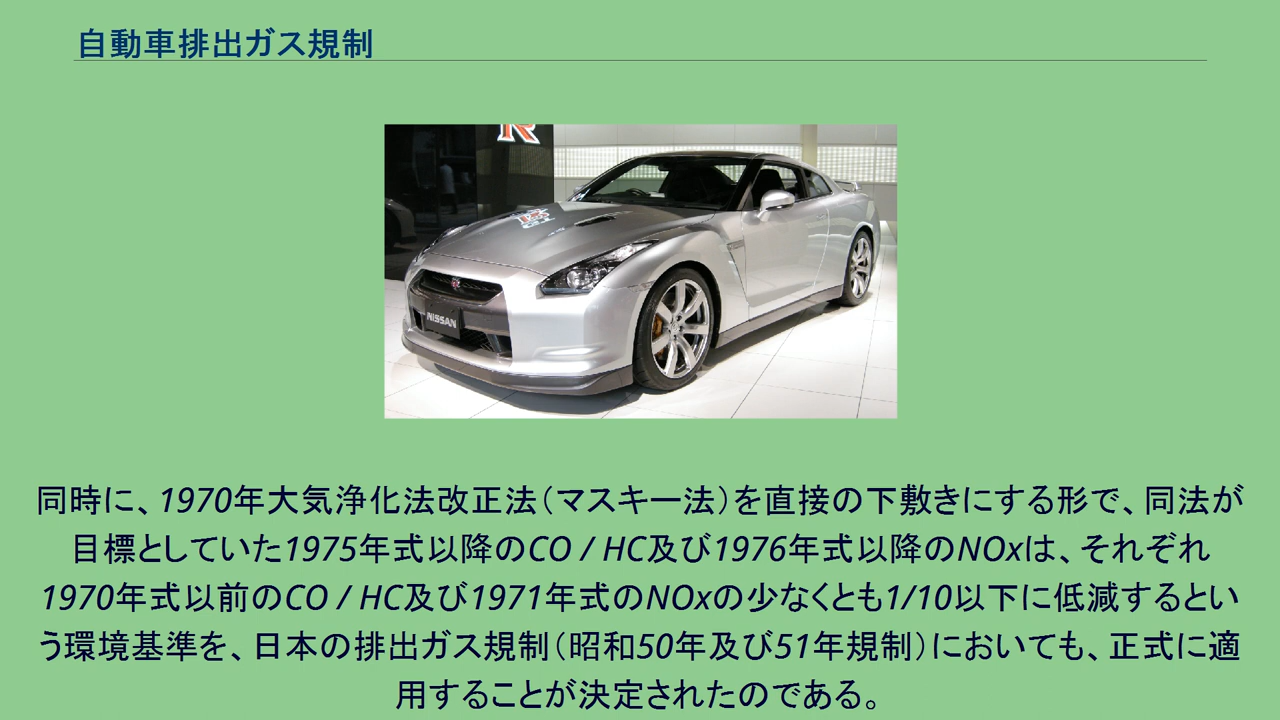 自動車排出ガス規制
R
NISSAN
同時に、1970年大気浄化法改正法（マスキー法）を直接の下敷きにする形で、同法が
目標としていた1975年式以降のCO / HC及び1976年式以降のNOxは、それぞれ
1970年式以前のCO / HC及び1971年式のNOxの少なくとも1/10以下に低減するとい
う環境基準を、日本の排出ガス規制（昭和50年及び51年規制）においても、正式に適
用することが決定されたのである。